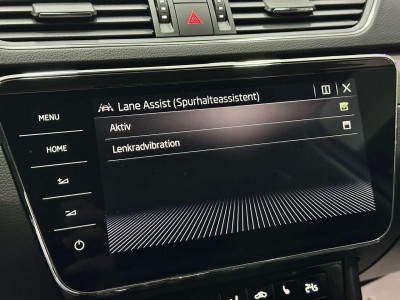 Lane Assist (Spurhalteassistent)
MENU
Aktiv
HOME
Lenkradvibration